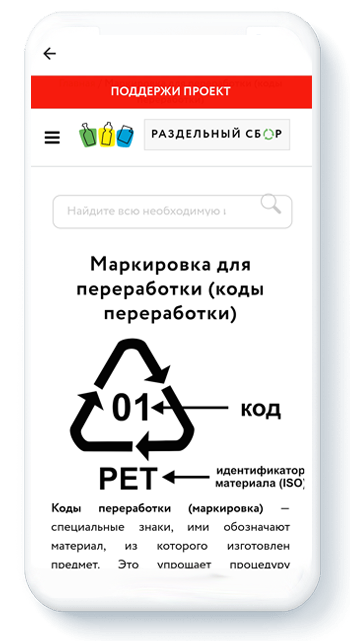 ПОДДЕРЖИ ПРОЕКТ
РАЗДЕЛЬНЫЙ СБОР
Найдите всю необходимую и
Маркировка для
переработки (коды
переработки)
01
код
PET
идентификатор
материала (ISO)
Коды переработки (маркировка) —
специальные знаки, ими обозначают
материал, из которого изготовлен
предмет. Это упрощает процедуру